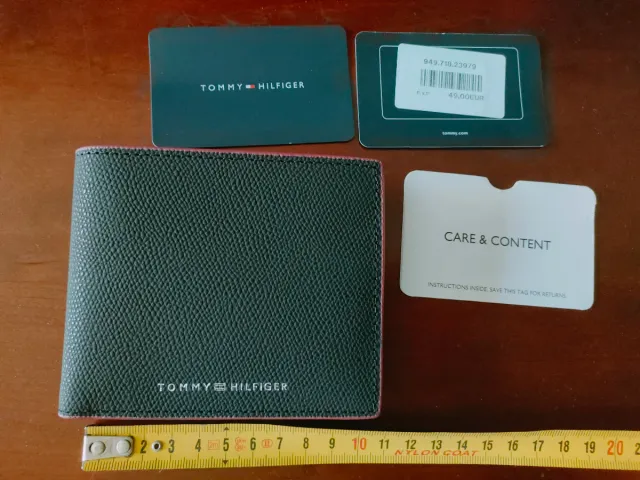 TOMMY HILFIGER
949.718.23973
RVP 49,00EUR
tommy.com
CARE & CONTENT
INSTRUCTIONS INSIDE. SAVE THIS TAG FOR RETURNS.
TOMMY HILFIGER
2 3 4 5 6 7 8 9 10 11 12 13 14 15 16 17 18 19 20 2
NYLON COAT